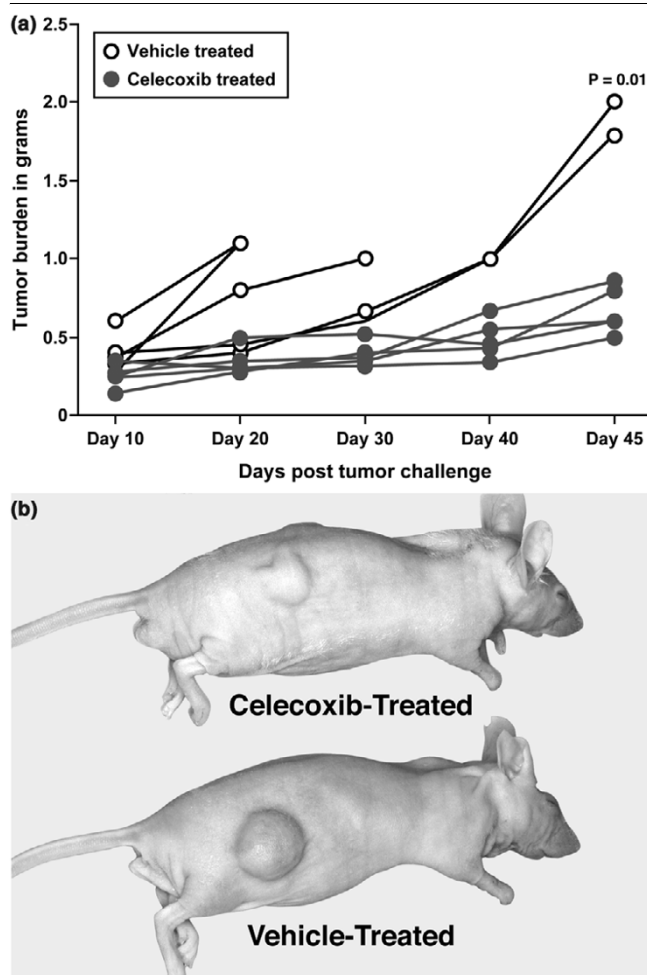 (a)
2.5
2.0
1.5
1.0
0.5
0
Tumor burden in grams
Vehicle treated
Celecoxib treated
P = 0.01
Day 10 Day 20 Day 30 Day 40 Day 45
Days post tumor challenge
(b)
Celecoxib-Treated
Vehicle-Treated